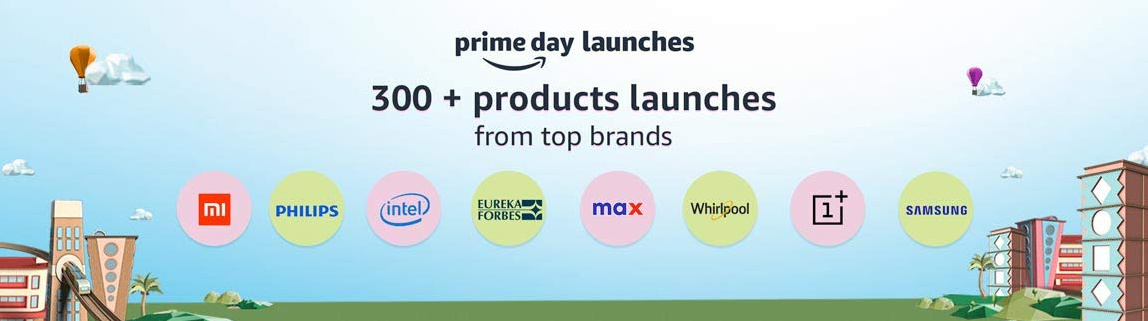 prime day launches
300 + products launches
from top brands
mi
PHILIPS
intel
EUREKA
FORBES
max
Whirlpool
1+
SAMSUNG